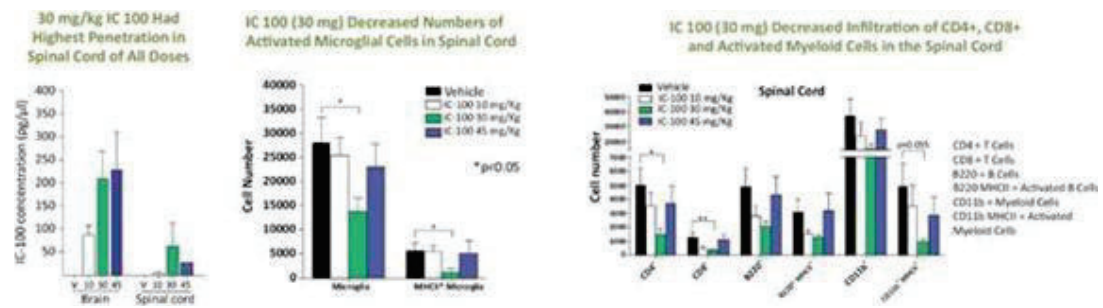 30 mg/kg IC 100 Had
Highest Penetration in
Spinal Cord of All Doses
IC-100 concentration (pg/µl)
400
300
250
200
150
100
50
V 10 30 45 V 10 30 45
Brain Spinal cord
IC 100 (30 mg) Decreased Numbers of
Activated Microglial Cells in Spinal Cord
Cell Number
40000
35000
30000
25000
20000
15000
10000
5000
0000
Vehicle
IC-100 10 mg/Kg
IC-100 30 mg/Kg
IC-100 45 mg/Kg
*
*
*p<0.05
Microglia MHCII⁺ Microglia
IC 100 (30 mg) Decreased Infiltration of CD4+, CD8+
and Activated Myeloid Cells in the Spinal Cord
Spinal Cord
Cell number
Vehicle
IC-100 10 mg/Kg
IC-100 30 mg/Kg
IC-100 45 mg/Kg
*
**
p=0.055
CD4⁺ CD8⁺ B220⁺ CD11b⁺
CD4 + T Cells
CD8 + T Cells
B220 + B Cells
B220 MHCII + Activated B Cells
CD11b + Myeloid Cells
CD11b MHCII + Activated
Myeloid Cells